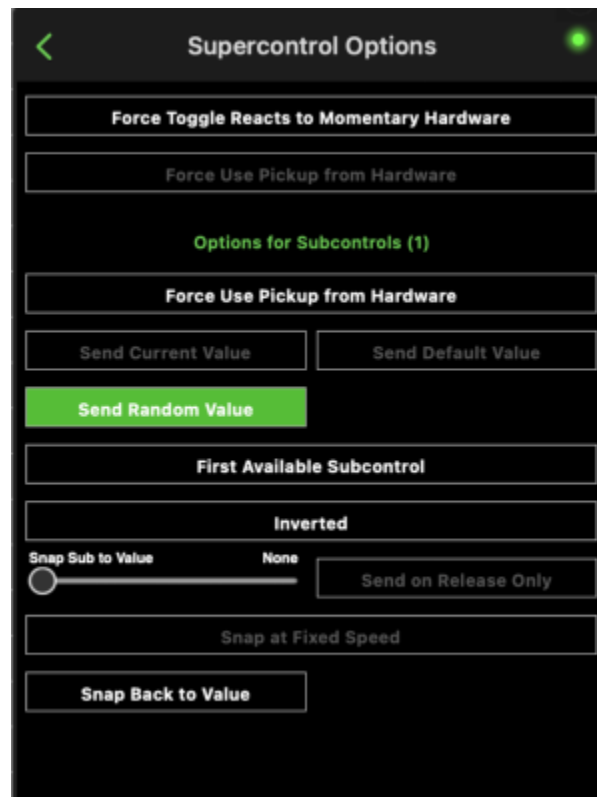 Supercontrol Options
Force Toggle Reacts to Momentary Hardware
Force Use Pickup from Hardware
Options for Subcontrols (1)
Force Use Pickup from Hardware
Send Current Value
Send Default Value
Send Random Value
First Available Subcontrol
Inverted
Snap Sub to Value
None
Send on Release Only
Snap at Fixed Speed
Snap Back to Value